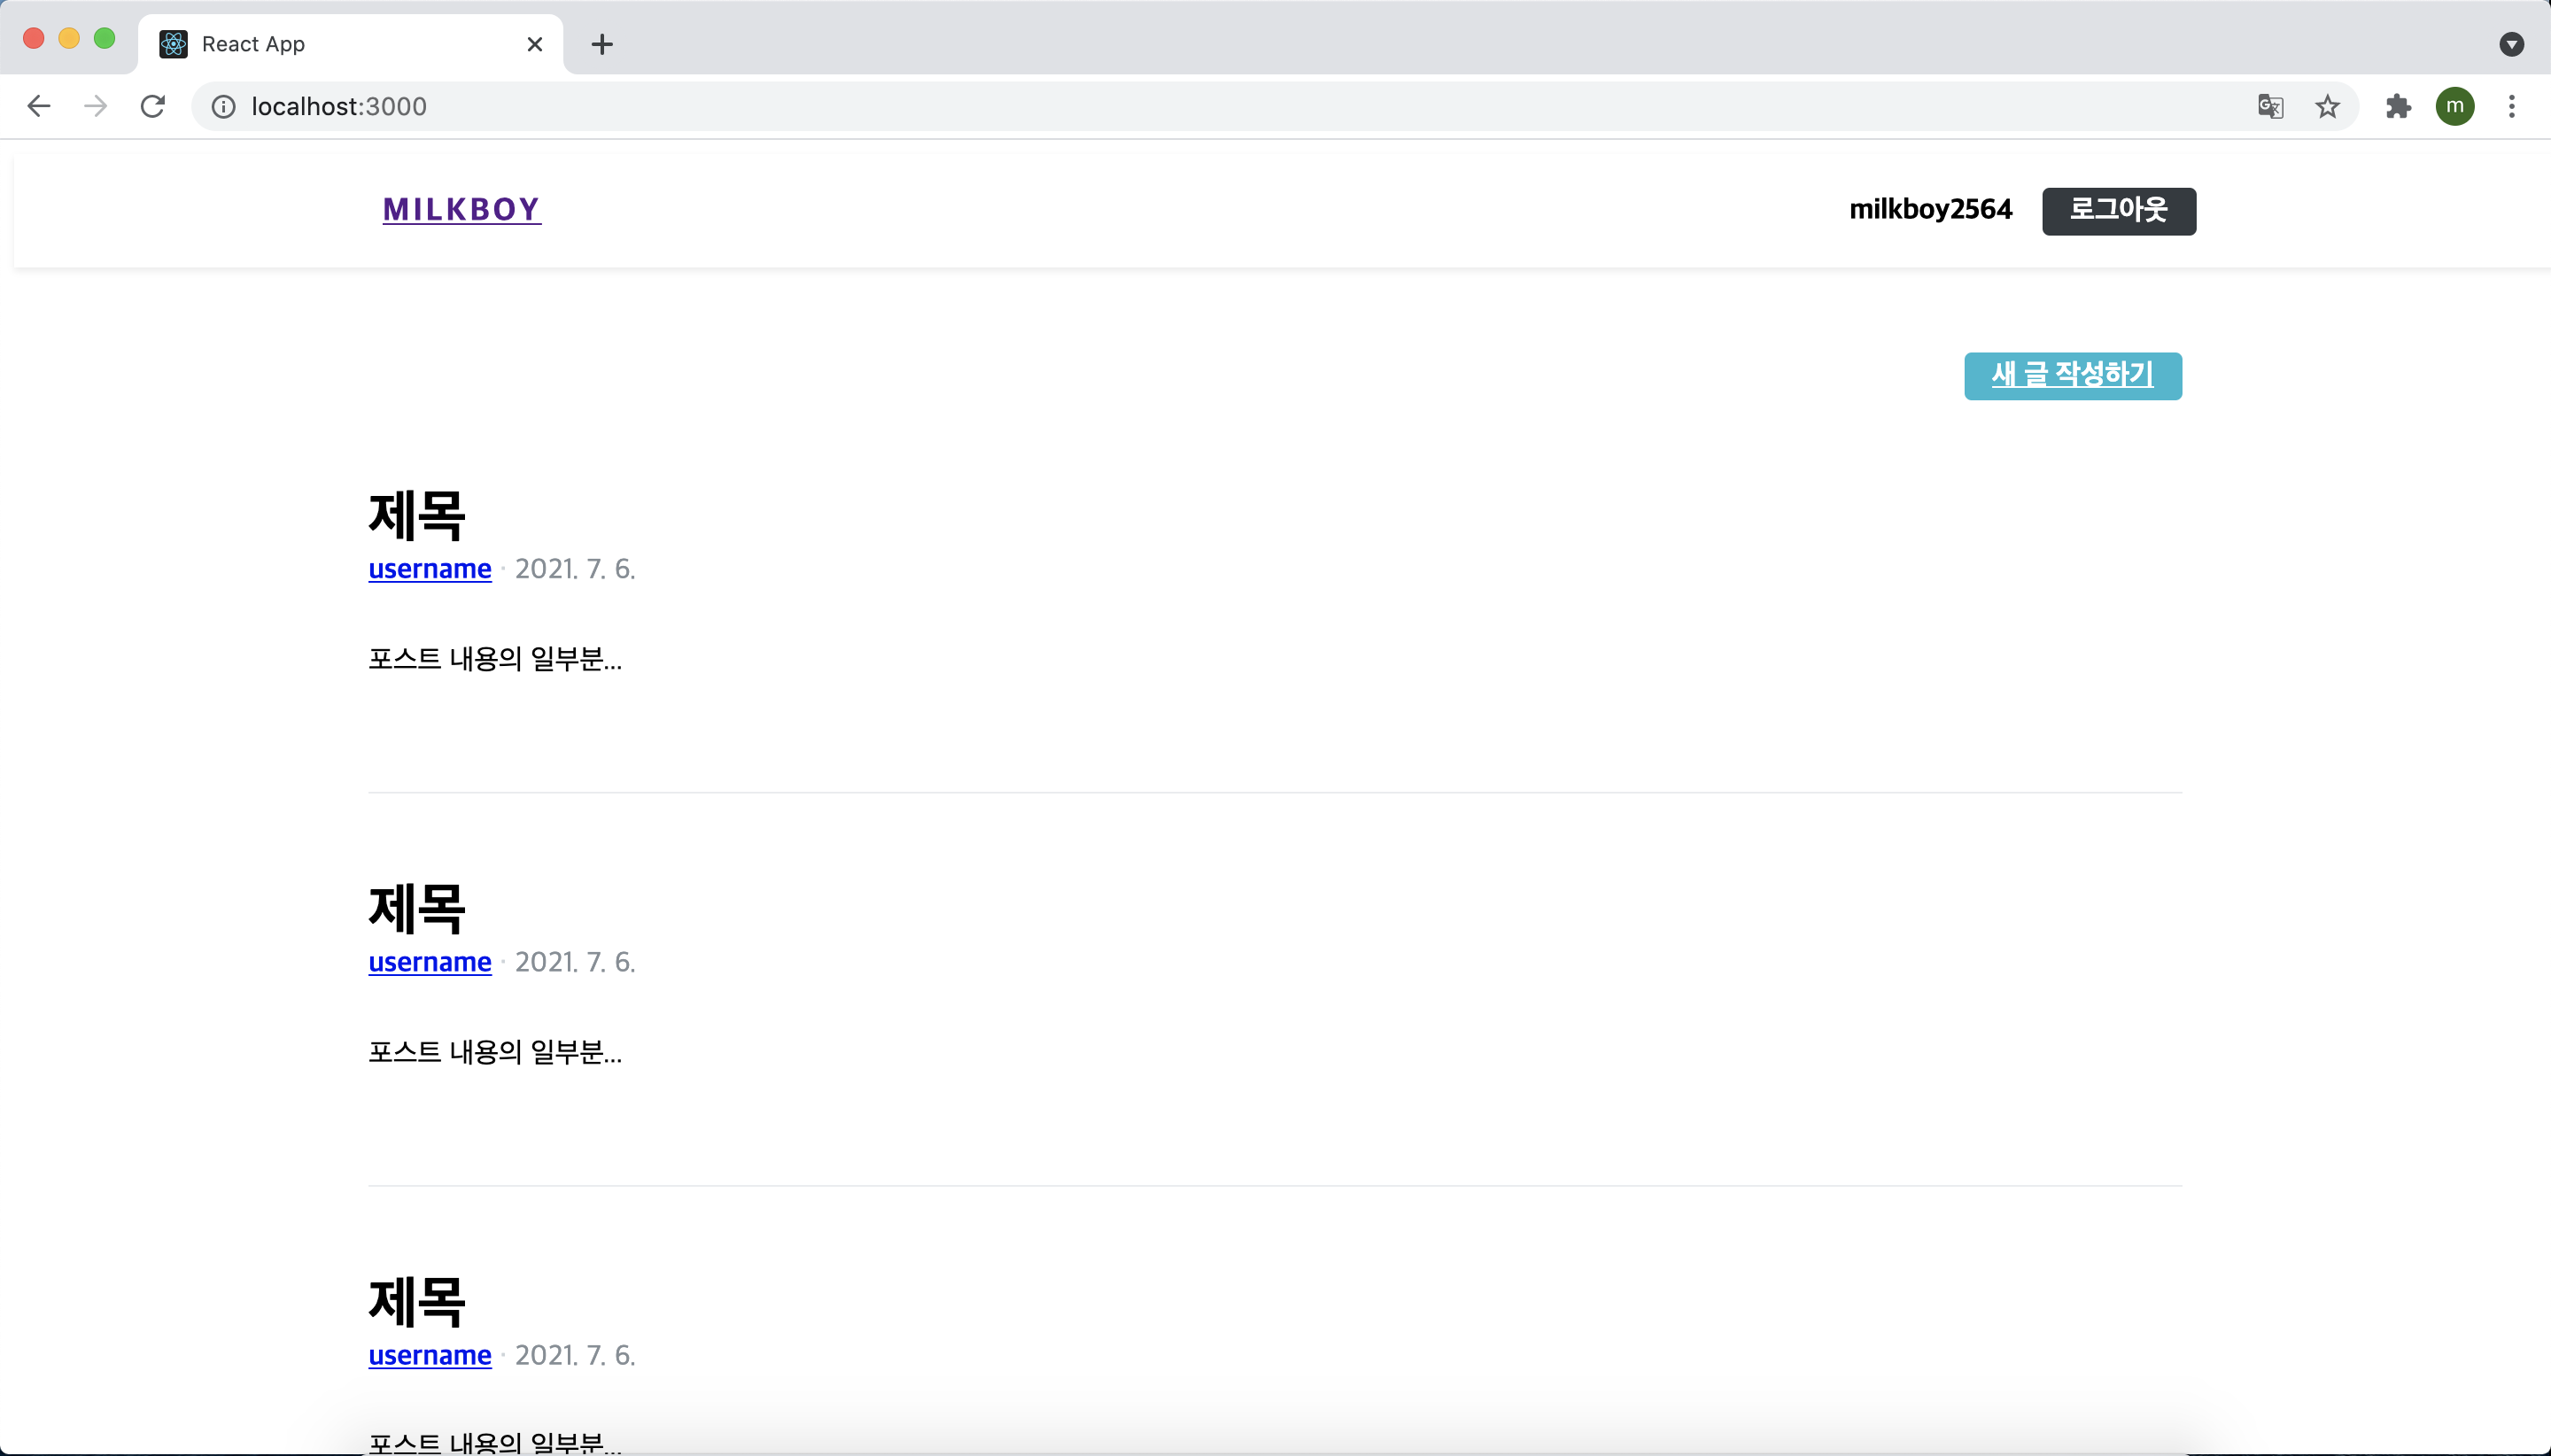 React App
localhost:3000
m
MILKBOY
milkboy2564 로그아웃
새 글 작성하기
제목
username · 2021. 7. 6.
포스트 내용의 일부분...
제목
username · 2021. 7. 6.
포스트 내용의 일부분...
제목
username · 2021. 7. 6.
포스트 내용의 일부분...